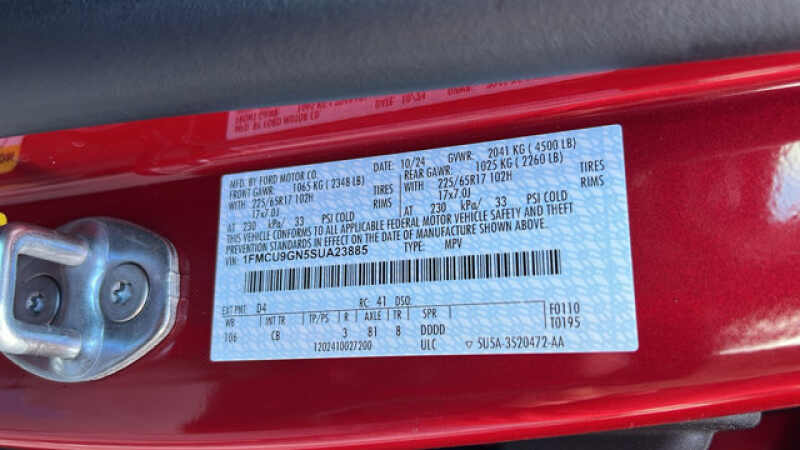 MFD. BY FORD MOTOR CO. DATE: 10/24 GVWR: 2041 KG ( 4500 LB)
FRONT GAWR: 1065 KG ( 2348 LB) REAR GAWR: 1025 KG ( 2260 LB)
WITH 225/65R17 102H TIRES WITH 225/65R17 102H TIRES
17x7.0J RIMS 17x7.0J RIMS
AT 230 kPa/ 33 PSI COLD AT 230 kPa/ 33 PSI COLD
THIS VEHICLE CONFORMS TO ALL APPLICABLE FEDERAL MOTOR VEHICLE SAFETY AND THEFT
PREVENTION STANDARDS IN EFFECT ON THE DATE OF MANUFACTURE SHOWN ABOVE.
VIN: 1FMCU9GN5SUA23885 TYPE: MPV
F0110
T0195
EXT PNT: D4 RC: 41 DSO:
WB INT TR TP/PS R AXLE TR SPR
106 CB 3 81 8 DDDD
1202410027200 ULC ▽ 5U5A-3520472-AA